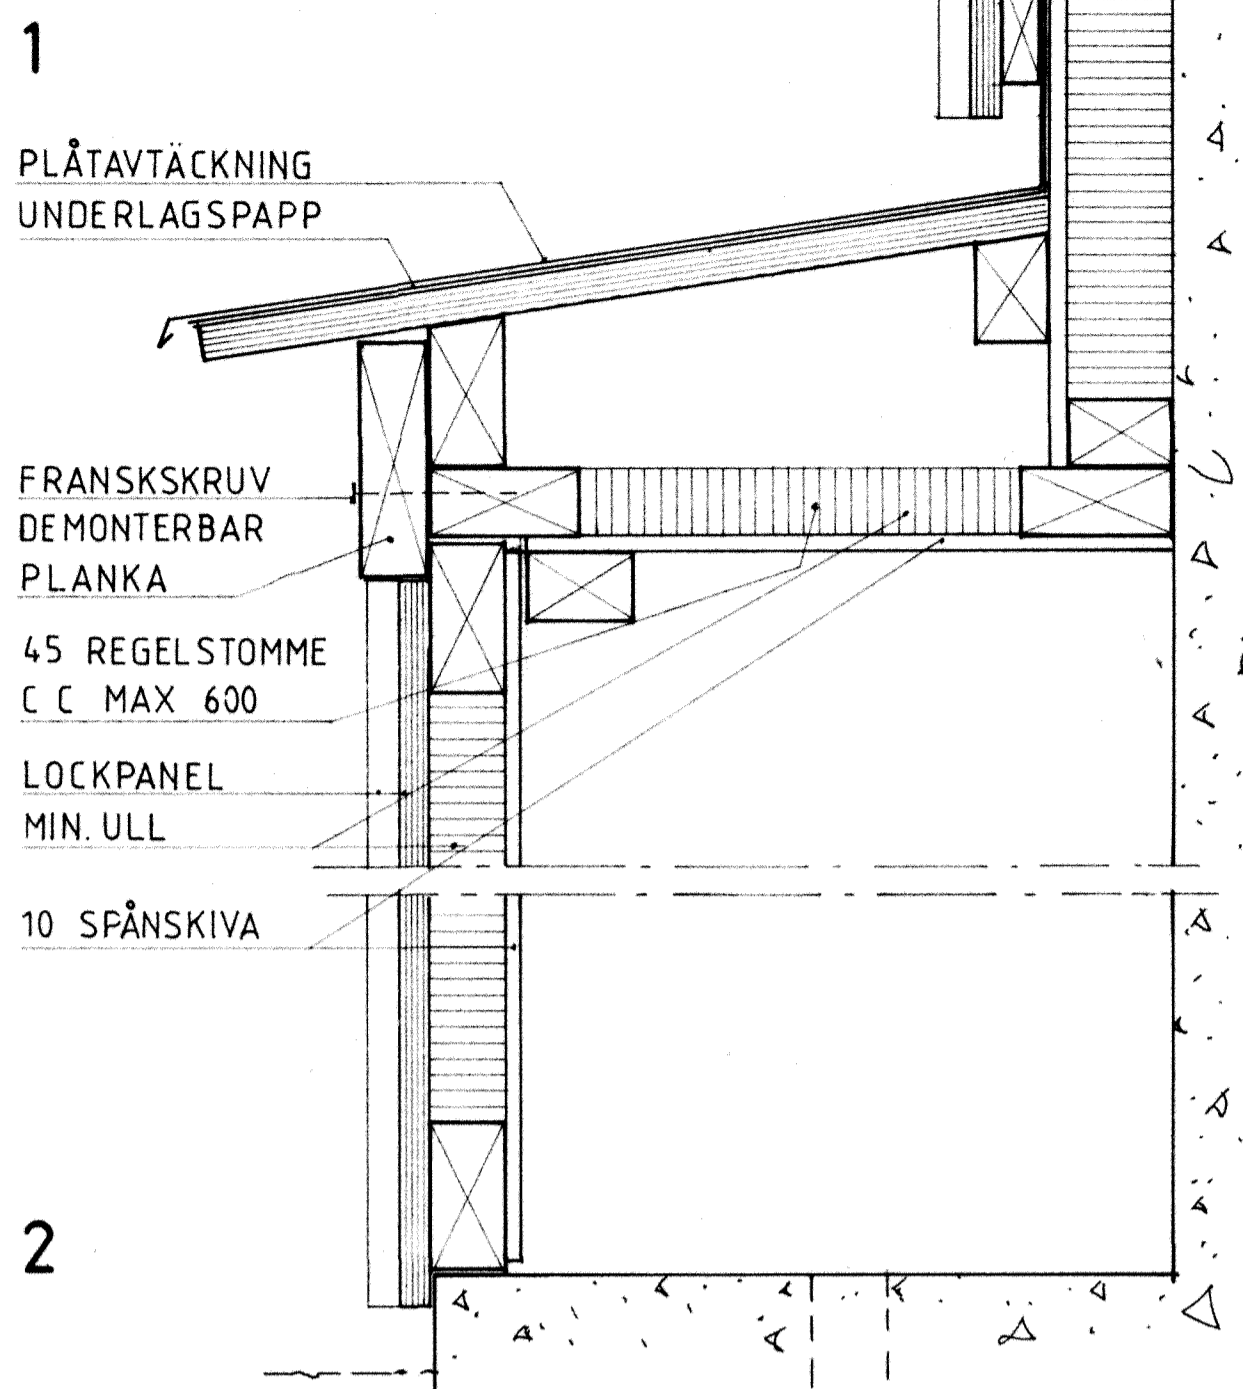 1
PLÅTAVTÄCKNING
UNDERLAGSPAPP
FRANSKSKRUV
DEMONTERBAR
PLANKA
45 REGELSTOMME
C C MAX 600
LOCKPANEL
MIN. ULL
10 SPÅNSKIVA
2